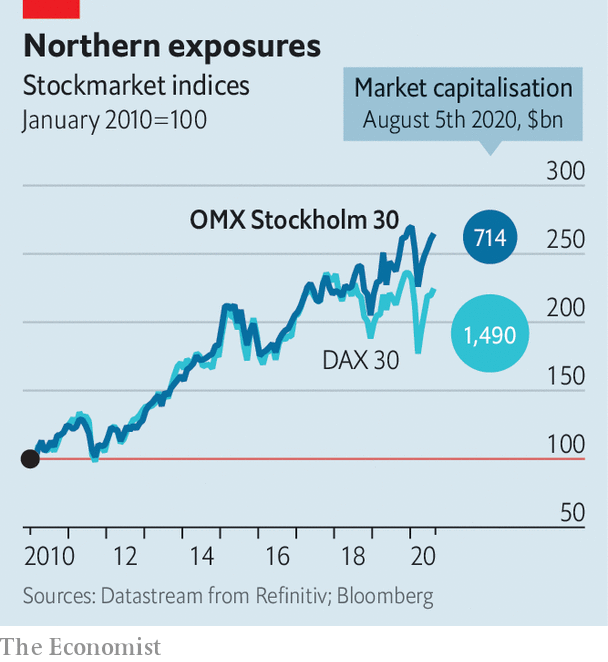 Northern exposures
Stockmarket indices
January 2010=100
Market capitalisation
August 5th 2020, $bn
300
OMX Stockholm 30
714
250
200
1,490
DAX 30
150
100
50
2010 12 14 16 18 20
Sources: Datastream from Refinitiv; Bloomberg
The Economist